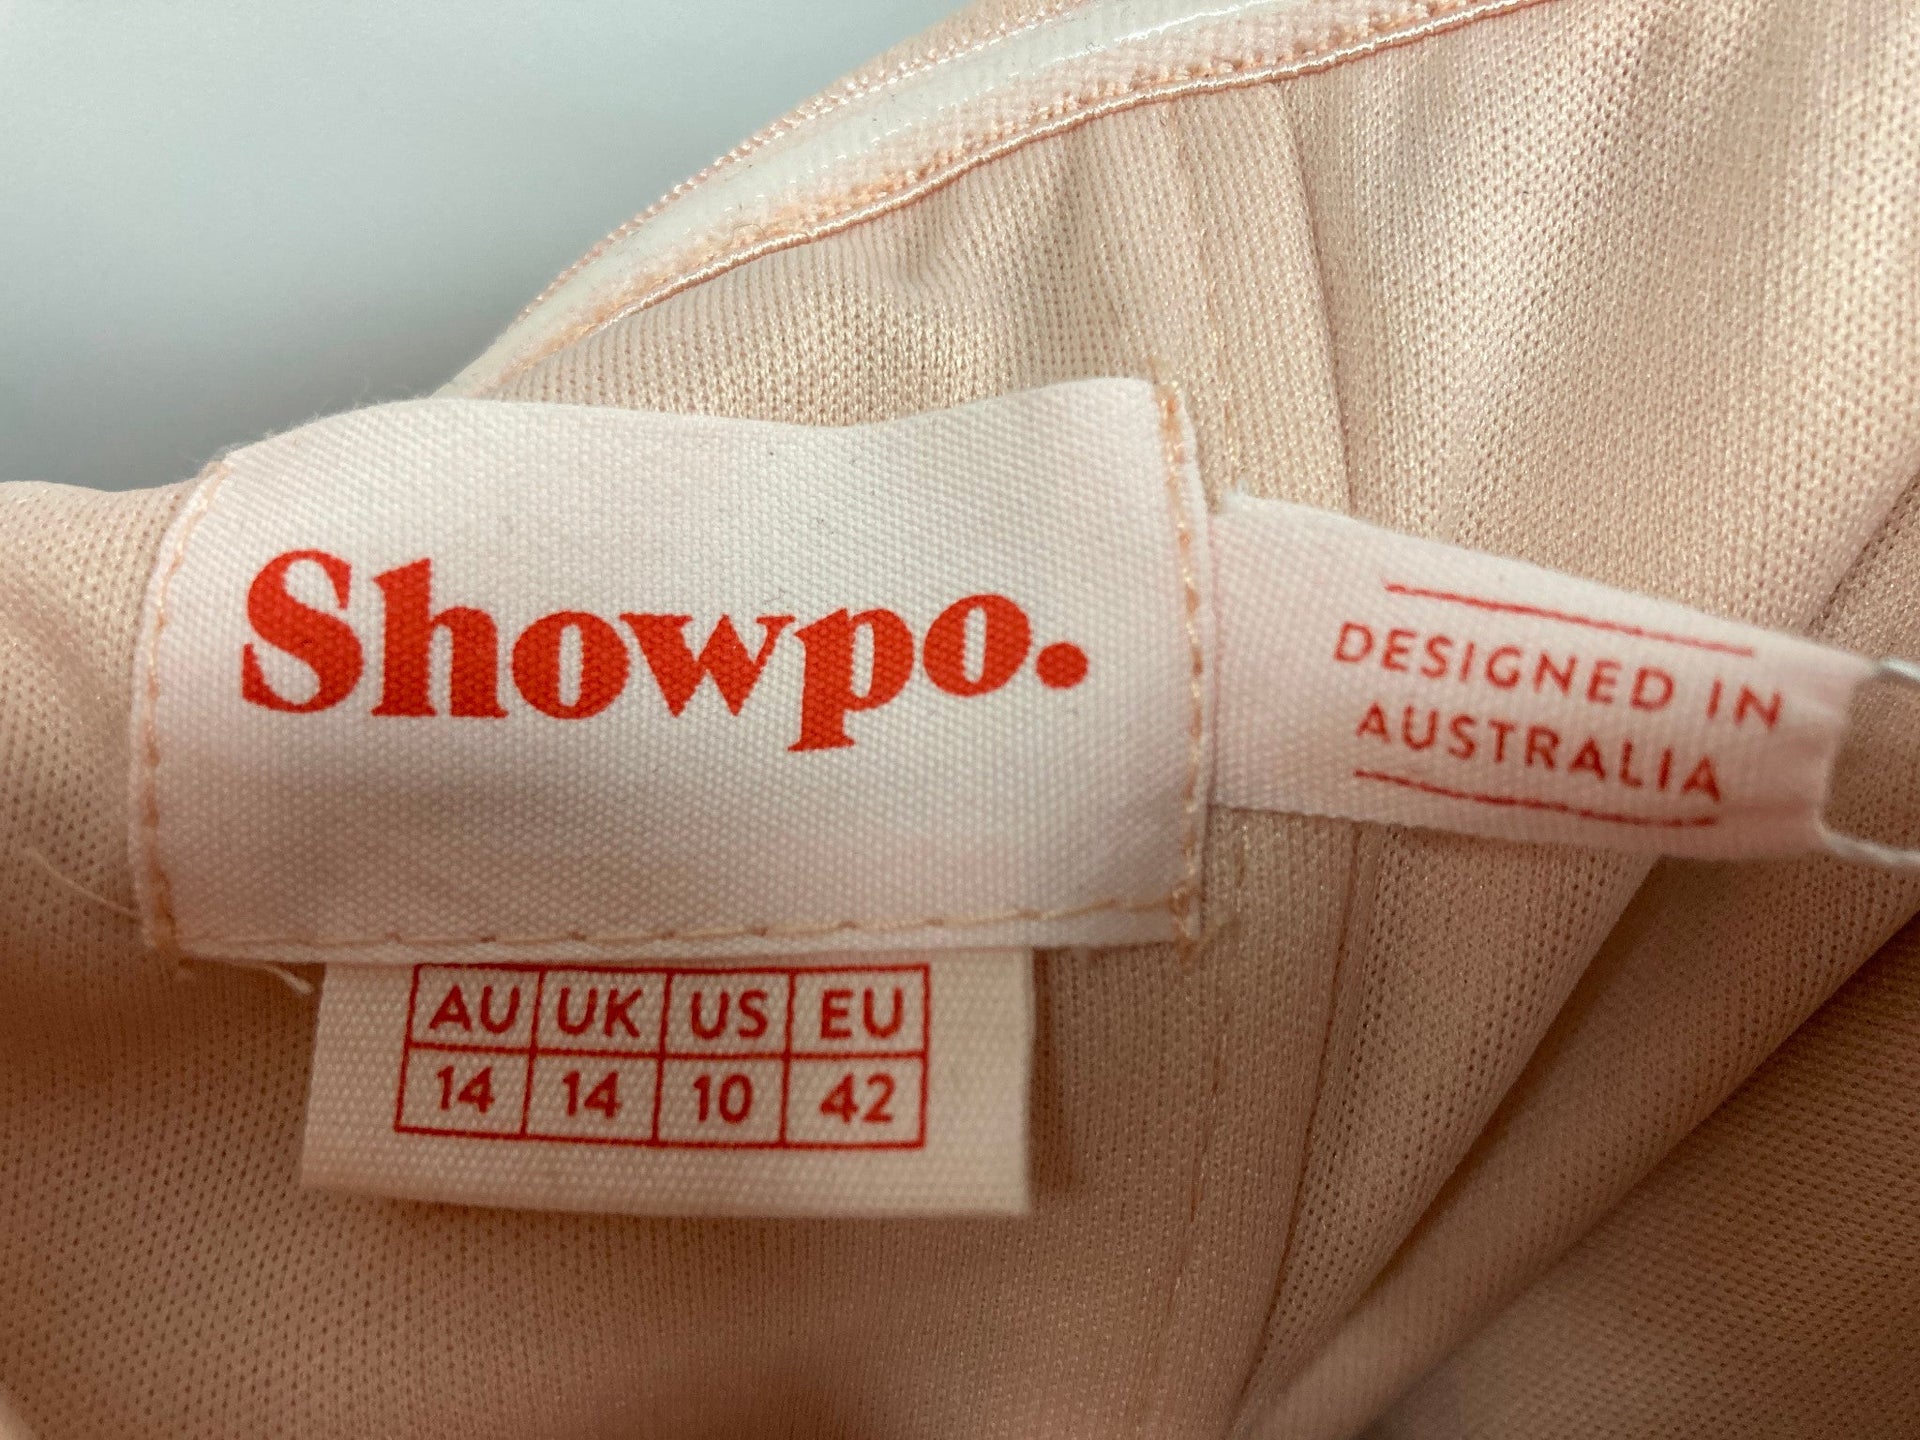 Showpo.
DESIGNED IN
AUSTRALIA
AU UK US EU
14 14 10 42